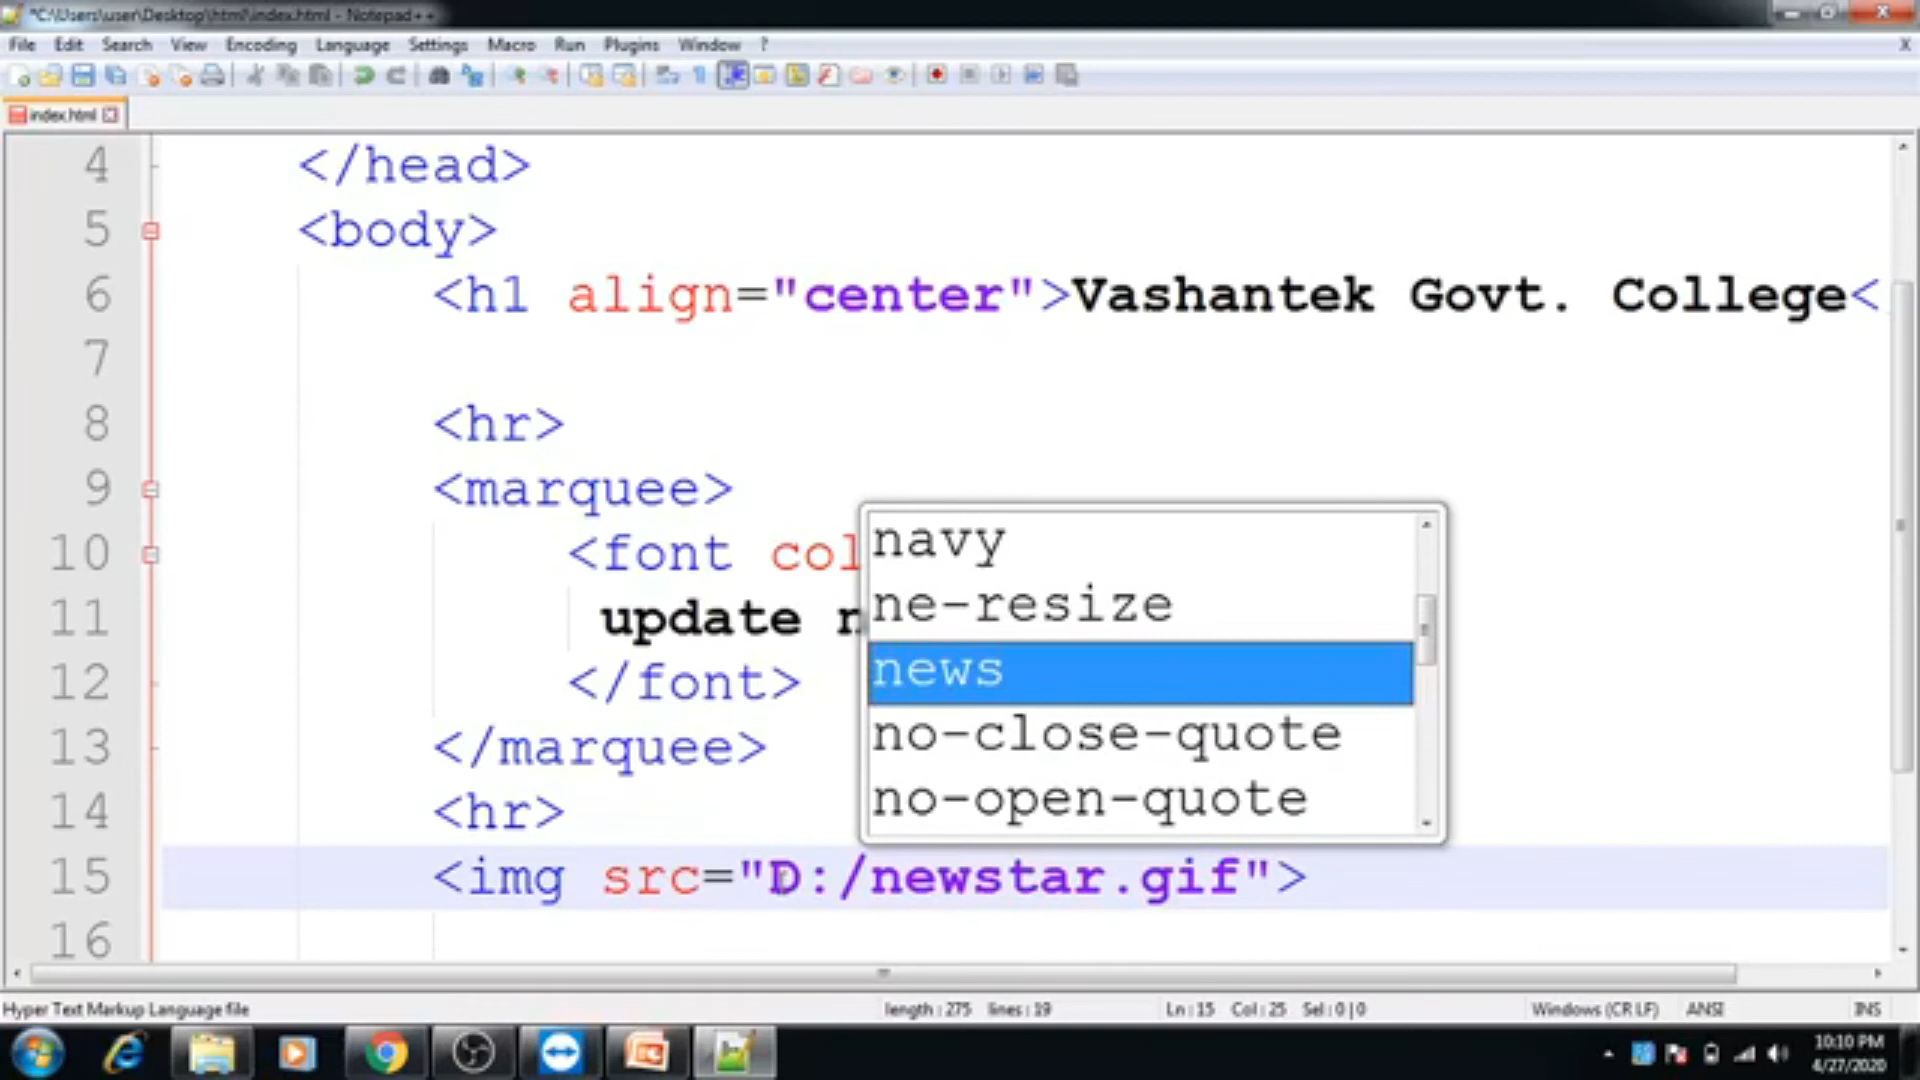 *C:\Users\user\Desktop\html\index.html - Notepad++
File Edit Search View Encoding Language Settings Macro Run Plugins Window ? X
index.html
4 </head>
5 <body>
6 <h1 align="center">Vashantek Govt. College<
7
8 <hr>
9 <marquee>
10 <font col
11 update n
12 </font>
13 </marquee>
14 <hr>
15 <img src="D:/newstar.gif">
16
navy
ne-resize
news
no-close-quote
no-open-quote
Hyper Text Markup Language file length : 275 lines : 19 Ln : 15 Col : 25 Sel : 0 | 0 Windows (CR LF) ANSI INS
10:10 PM
4/27/2020